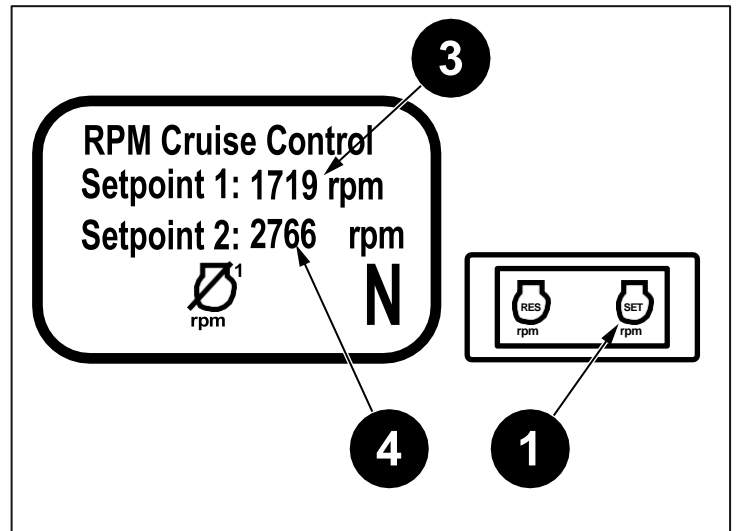 3
RPM Cruise Control
Setpoint 1: 1719 rpm
Setpoint 2: 2766 rpm
1
rpm
N
RES
rpm
SET
rpm
4
1